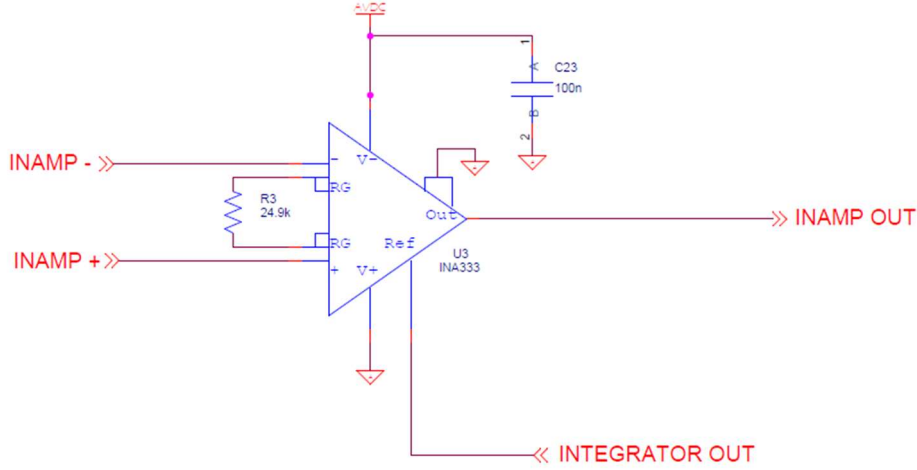 AVDC
1
A
C23
100n
B
2
INAMP -
-
V-
RG
R3
24.9k
RG
Out
INAMP OUT
Ref
U3
INA333
INAMP +
+
V+
INTEGRATOR OUT